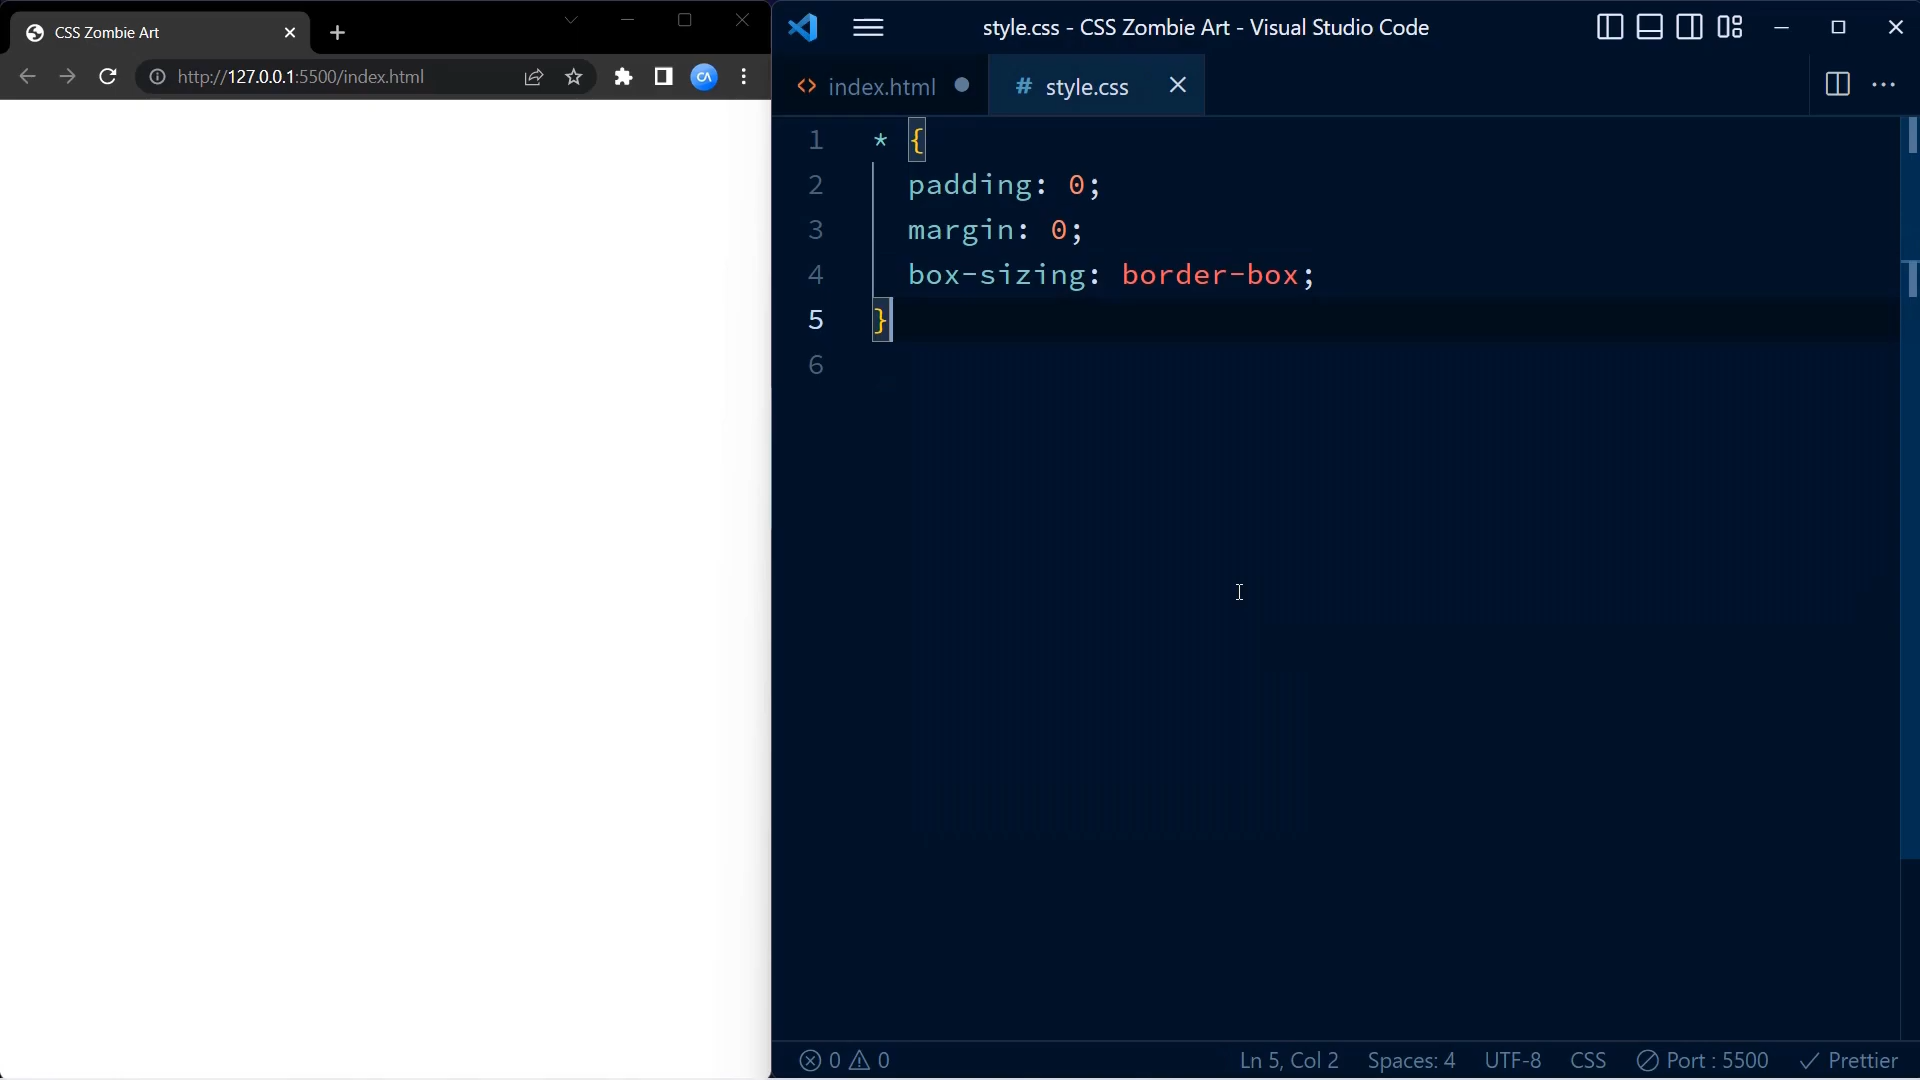 CSS Zombie Art
http://127.0.0.1:5500/index.html
CA
style.css - CSS Zombie Art - Visual Studio Code
<> index.html
# style.css
1 * {
2 padding: 0;
3 margin: 0;
4 box-sizing: border-box;
5 }
6
0 0 Ln 5, Col 2 Spaces: 4 UTF-8 CSS Port : 5500 Prettier